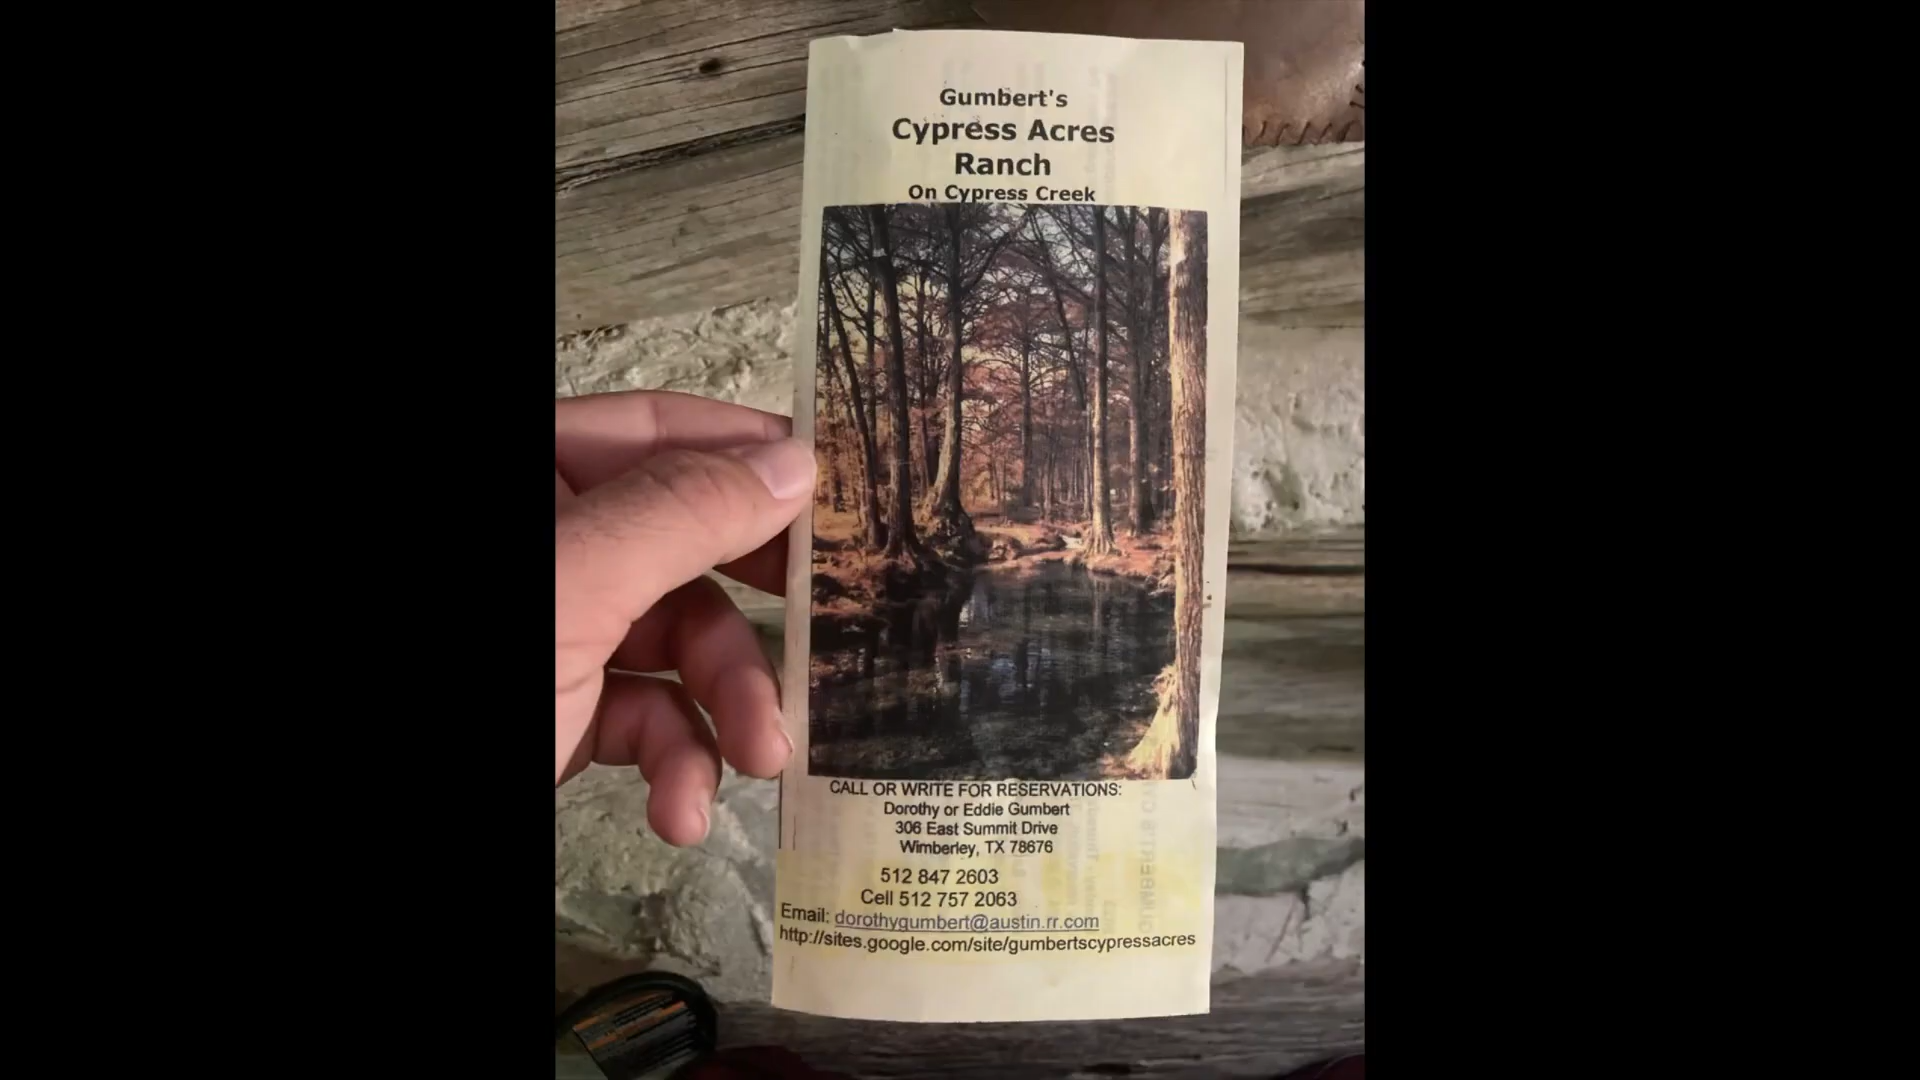 Gumbert's
Cypress Acres
Ranch
On Cypress Creek
CALL OR WRITE FOR RESERVATIONS:
Dorothy or Eddie Gumbert
306 East Summit Drive
Wimberley, TX 78676
512 847 2603
Cell 512 757 2063
Email: dorothygumbert@austin.rr.com
http://sites.google.com/site/gumbertscypressacres